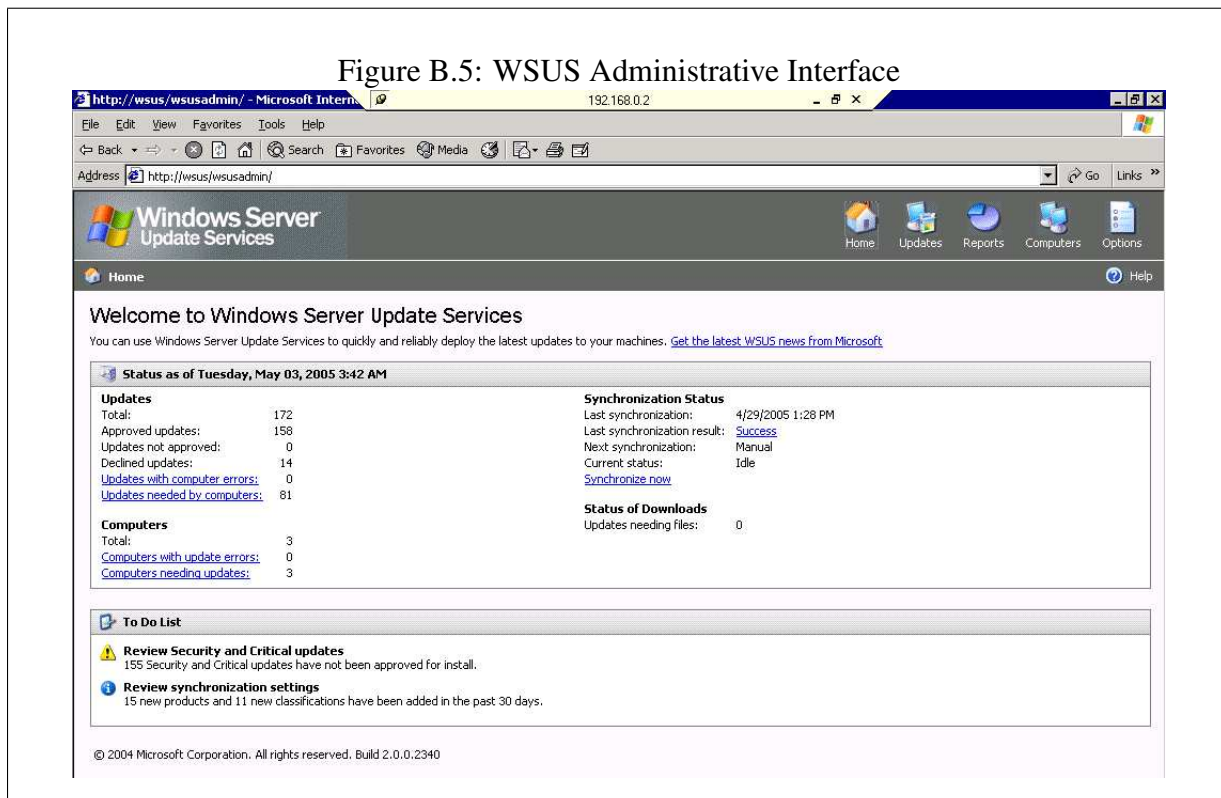 Figure B.5: WSUS Administrative Interface
http://wsus/wsusadmin/ - Microsoft Intern
192.168.0.2
File Edit View Favorites Tools Help
Back Search Favorites Media
Address http://wsus/wsusadmin/ Go Links »
Windows Server
Update Services
Home Updates Reports Computers Options
Home Help
Welcome to Windows Server Update Services
You can use Windows Server Update Services to quickly and reliably deploy the latest updates to your machines. Get the latest WSUS news from Microsoft
Status as of Tuesday, May 03, 2005 3:42 AM
Updates
Total: 172
Approved updates: 158
Updates not approved: 0
Declined updates: 14
Updates with computer errors: 0
Updates needed by computers: 81
Computers
Total: 3
Computers with update errors: 0
Computers needing updates: 3
Synchronization Status
Last synchronization: 4/29/2005 1:28 PM
Last synchronization result: Success
Next synchronization: Manual
Current status: Idle
Synchronize now
Status of Downloads
Updates needing files: 0
To Do List
Review Security and Critical updates
155 Security and Critical updates have not been approved for install.
Review synchronization settings
15 new products and 11 new classifications have been added in the past 30 days.
© 2004 Microsoft Corporation. All rights reserved. Build 2.0.0.2340